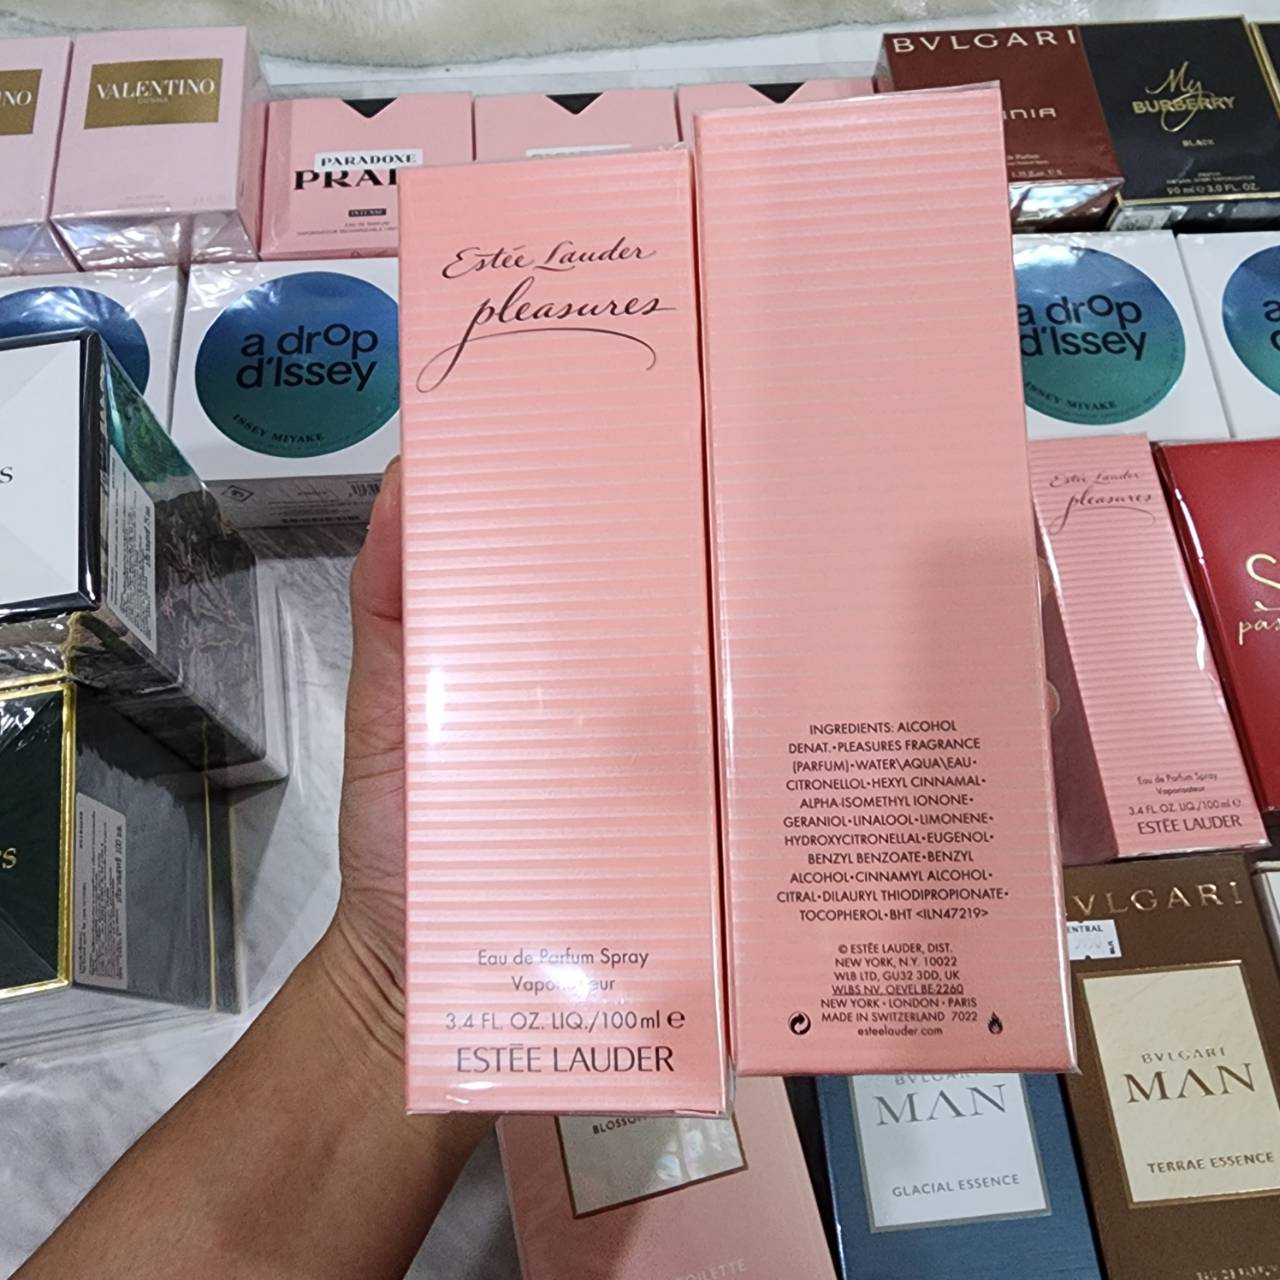 VALENTINO
DONNA
PARADOXE
INTENSE
BVLGARI
My
BURBERRY
BLACK
90 ml ℮ 3.0 FL. OZ.
a drop
d'Issey
ISSEY MIYAKE
a drop
d'Issey
ISSEY MIYAKE
Estée Lauder
pleasures
Eau de Parfum Spray
3.4 FL. OZ. LIQ./100 ml ℮
ESTĒE LAUDER
INGREDIENTS: ALCOHOL
DENAT.•PLEASURES FRAGRANCE
(PARFUM)•WATER\AQUA\EAU•
CITRONELLOL•HEXYL CINNAMAL•
ALPHA-ISOMETHYL IONONE•
GERANIOL•LINALOOL•LIMONENE•
HYDROXYCITRONELLAL•EUGENOL•
BENZYL BENZOATE•BENZYL
ALCOHOL•CINNAMYL ALCOHOL•
CITRAL•DILAURYL THIODIPROPIONATE•
TOCOPHEROL•BHT <ILN47219>
© ESTĒE LAUDER, DIST.
NEW YORK, N.Y. 10022
WLB LTD, GU32 3DD, UK
WLBS NV, OEVEL BE-2260
NEW YORK • LONDON • PARIS
MADE IN SWITZERLAND 7022
esteelauder.com
Estée Lauder
pleasures
Eau de Parfum Spray
Vaporisateur
3.4 FL. OZ. LIQ./100 ml ℮
ESTĒE LAUDER
BVLGARI
MAN
GLACIAL ESSENCE
BVLGARI
MAN
TERRAE ESSENCE